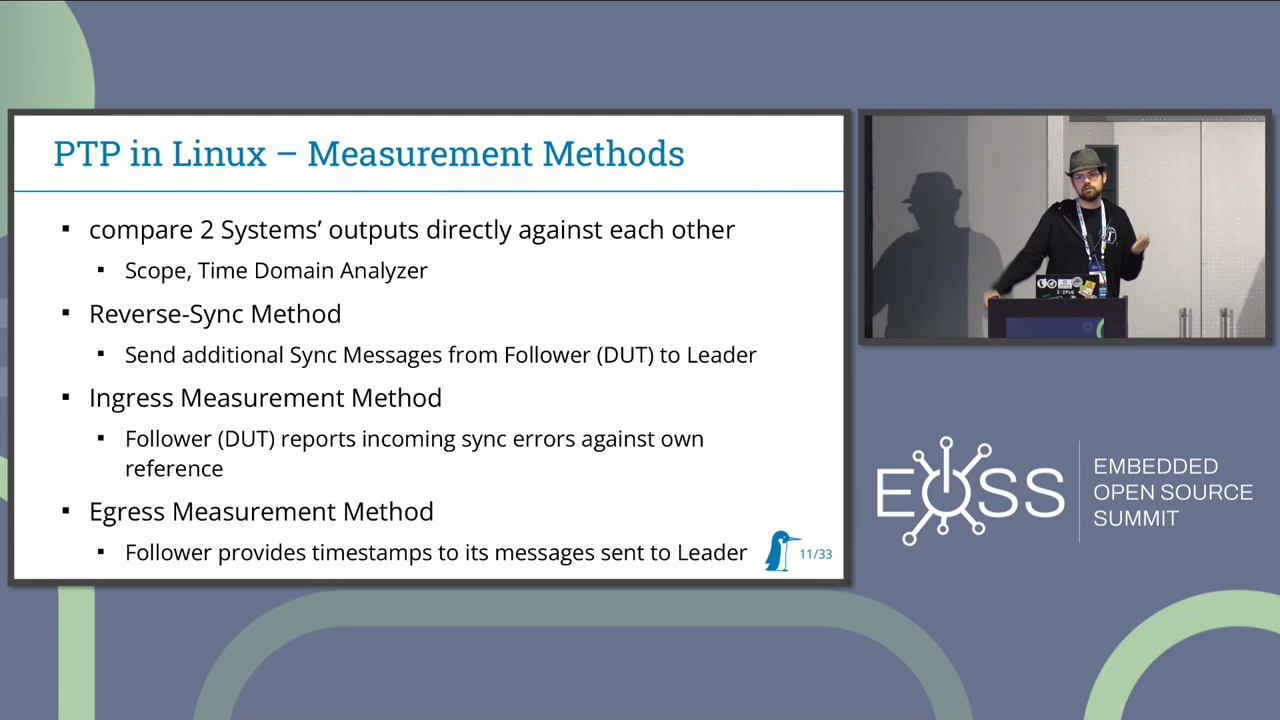 PTP in Linux – Measurement Methods
▪ compare 2 Systems’ outputs directly against each other
▪ Scope, Time Domain Analyzer
▪ Reverse-Sync Method
▪ Send additional Sync Messages from Follower (DUT) to Leader
▪ Ingress Measurement Method
▪ Follower (DUT) reports incoming sync errors against own
reference
▪ Egress Measurement Method
▪ Follower provides timestamps to its messages sent to Leader
11/33
EOSS
EMBEDDED
OPEN SOURCE
SUMMIT